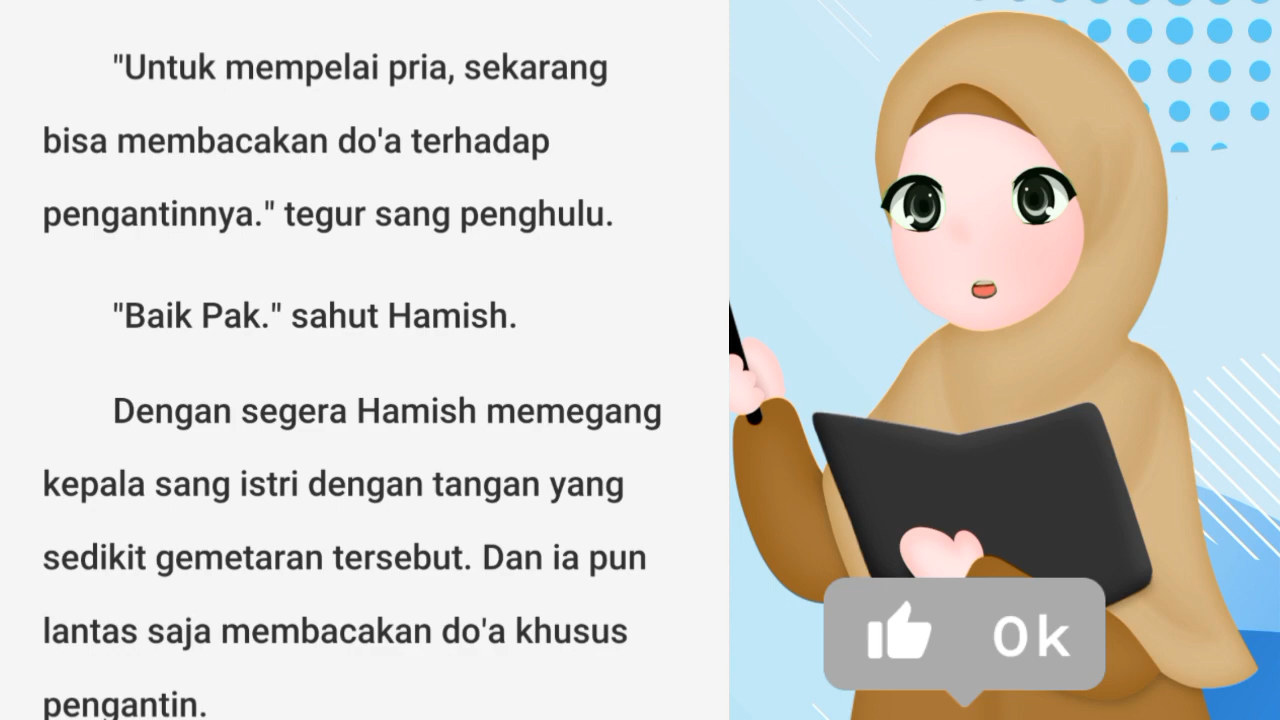 "Untuk mempelai pria, sekarang
bisa membacakan do'a terhadap
pengantinnya." tegur sang penghulu.
"Baik Pak." sahut Hamish.
Dengan segera Hamish memegang
kepala sang istri dengan tangan yang
sedikit gemetaran tersebut. Dan ia pun
lantas saja membacakan do'a khusus
pengantin.
0k